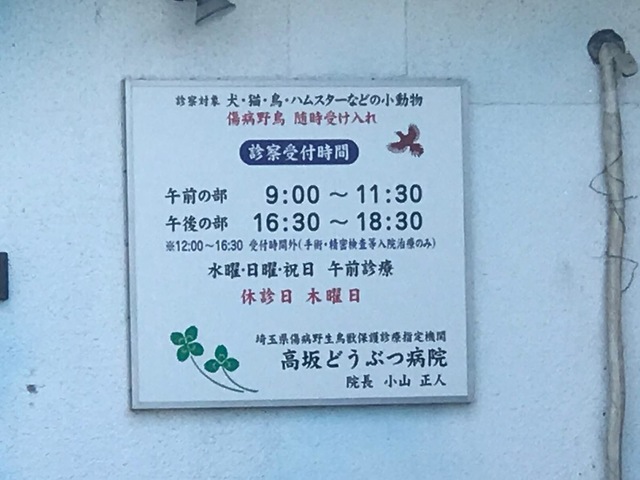 診察対象 犬・猫・鳥・ハムスターなどの小動物
傷病野鳥 随時受け入れ
診察受付時間
午前の部 9:00 ～ 11:30
午後の部 16:30 ～ 18:30
※12:00～16:30 受付時間外(手術・精密検査等入院治療のみ)
水曜・日曜・祝日 午前診療
休診日 木曜日
埼玉県傷病野生鳥獣保護診療指定機関
高坂どうぶつ病院
院長 小山 正人